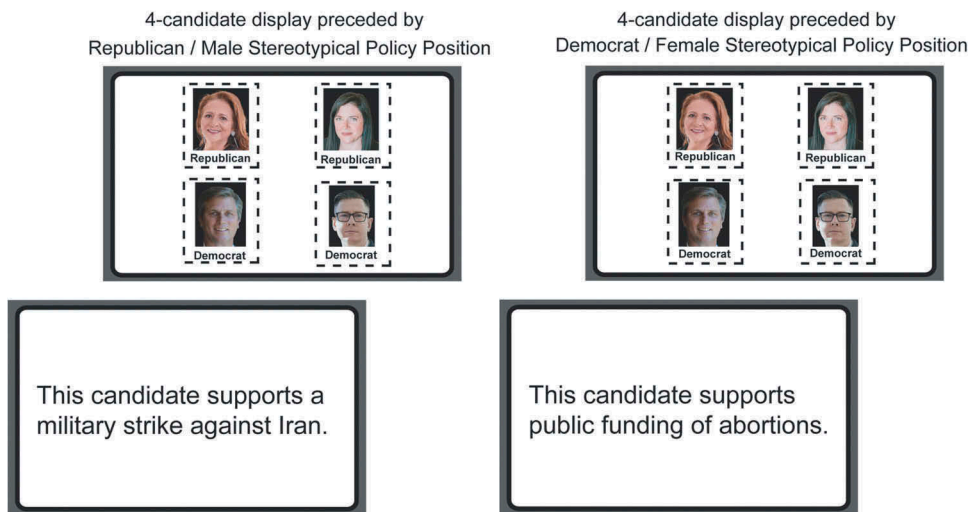 4-candidate display preceded by
Republican / Male Stereotypical Policy Position
Republican
Republican
Democrat
Democrat
This candidate supports a
military strike against Iran.
4-candidate display preceded by
Democrat / Female Stereotypical Policy Position
Republican
Republican
Democrat
Democrat
This candidate supports
public funding of abortions.